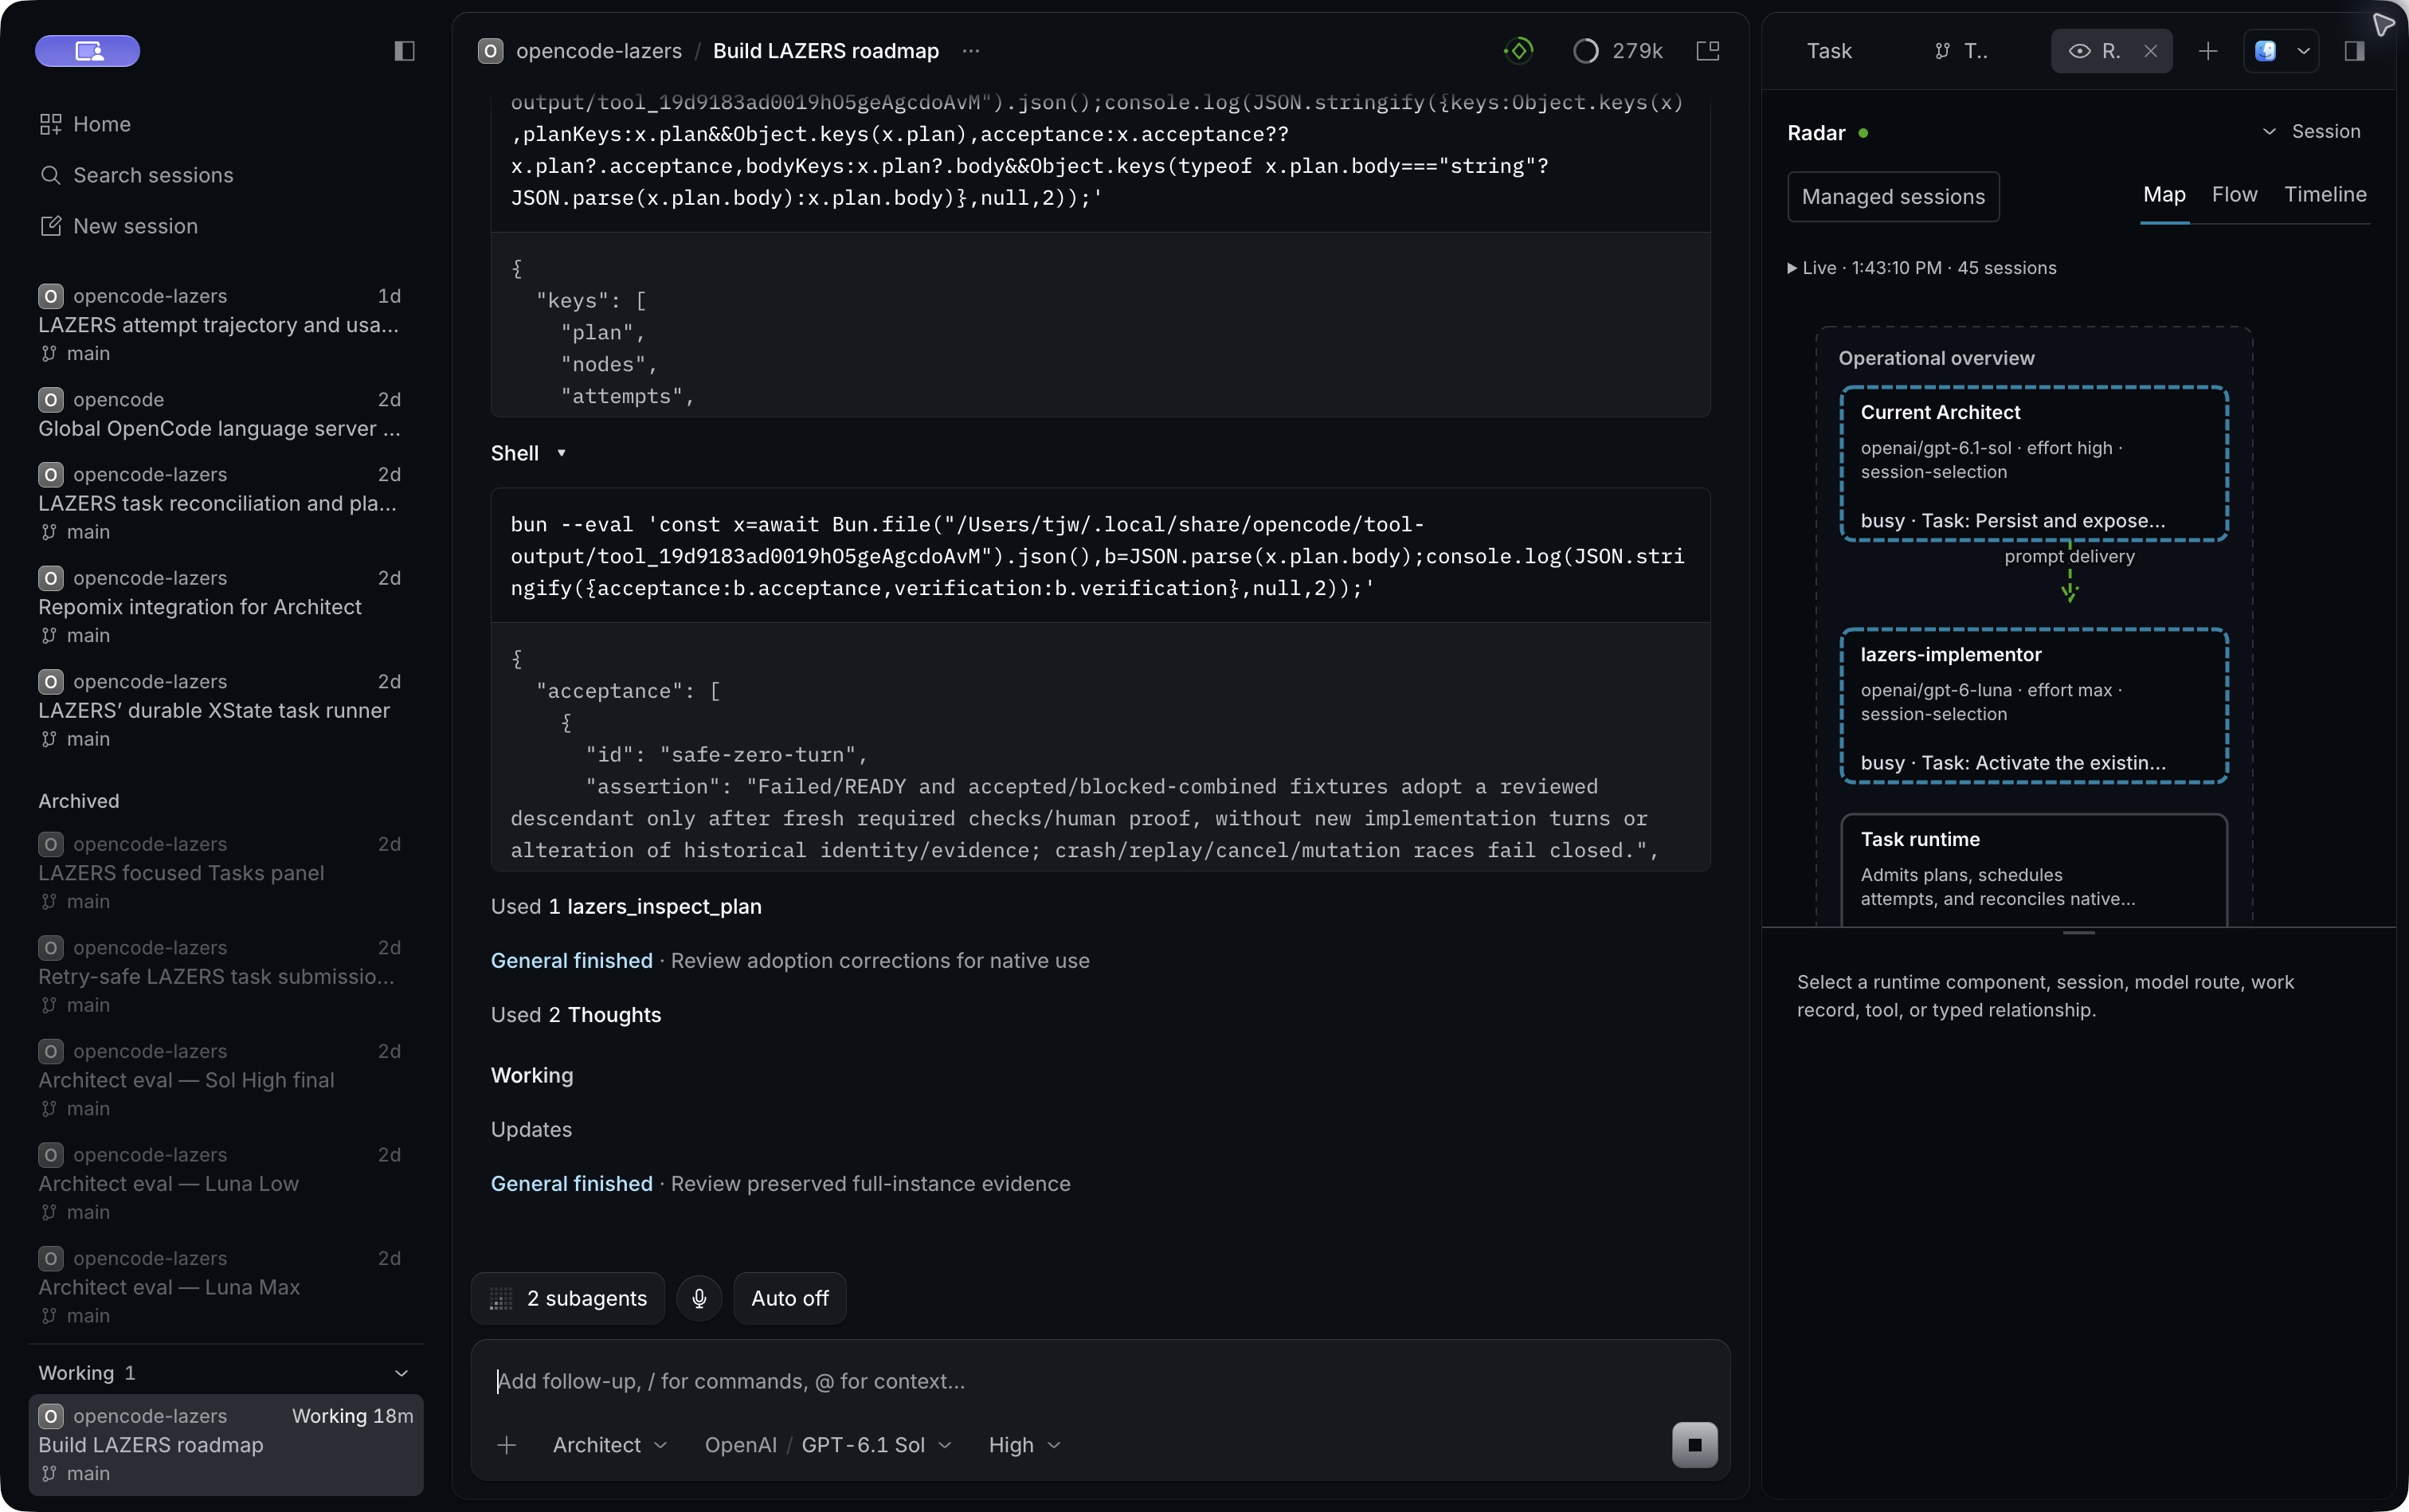 Home
Search sessions
New session
O opencode-lazers 1d
LAZERS attempt trajectory and usa...
main
O opencode 2d
Global OpenCode language server ...
O opencode-lazers 2d
LAZERS task reconciliation and pla...
main
O opencode-lazers 2d
Repomix integration for Architect
main
O opencode-lazers 2d
LAZERS’ durable XState task runner
main
Archived
O opencode-lazers 2d
LAZERS focused Tasks panel
main
O opencode-lazers 2d
Retry-safe LAZERS task submissio...
main
O opencode-lazers 2d
Architect eval — Sol High final
main
O opencode-lazers 2d
Architect eval — Luna Low
main
O opencode-lazers 2d
Architect eval — Luna Max
main
Working 1
O opencode-lazers Working 18m
Build LAZERS roadmap
main
O opencode-lazers / Build LAZERS roadmap ... 279k
output/tool_19d9183ad0019hO5geAgcdoAvM").json();console.log(JSON.stringify({keys:Object.keys(x)
,planKeys:x.plan&&Object.keys(x.plan),acceptance:x.acceptance??
x.plan?.acceptance,bodyKeys:x.plan?.body&&Object.keys(typeof x.plan.body==="string"?
JSON.parse(x.plan.body):x.plan.body)},null,2));'
{
"keys": [
"plan",
"nodes",
"attempts",
Shell
bun --eval 'const x=await Bun.file("/Users/tjw/.local/share/opencode/tool-
output/tool_19d9183ad0019hO5geAgcdoAvM").json(),b=JSON.parse(x.plan.body);console.log(JSON.stri
ngify({acceptance:b.acceptance,verification:b.verification},null,2));'
{
"acceptance": [
{
"id": "safe-zero-turn",
"assertion": "Failed/READY and accepted/blocked-combined fixtures adopt a reviewed
descendant only after fresh required checks/human proof, without new implementation turns or
alteration of historical identity/evidence; crash/replay/cancel/mutation races fail closed.",
Used 1 lazers_inspect_plan
General finished · Review adoption corrections for native use
Used 2 Thoughts
Working
Updates
General finished · Review preserved full-instance evidence
2 subagents
Auto off
Add follow-up, / for commands, @ for context...
Architect OpenAI / GPT-6.1 Sol High
Task T.. R.
Radar Session
Managed sessions Map Flow Timeline
Live · 1:43:10 PM · 45 sessions
Operational overview
Current Architect
openai/gpt-6.1-sol · effort high ·
session-selection
busy · Task: Persist and expose...
prompt delivery
lazers-implementor
openai/gpt-6-luna · effort max ·
session-selection
busy · Task: Activate the existin...
Task runtime
Admits plans, schedules
attempts, and reconciles native...
Select a runtime component, session, model route, work
record, tool, or typed relationship.